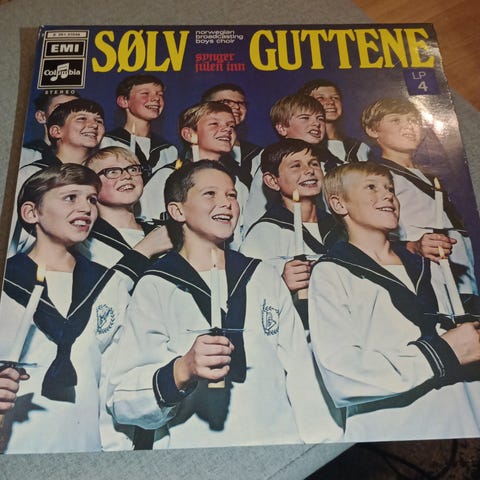 EMI
Columbia
STEREO
SØLV GUTTENE
norwegian
broadcasting
boys choir
synger
julen inn
LP
4